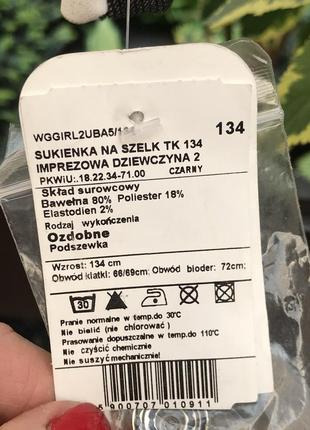 WGGIRL2UBA5/134
134
SUKIENKA NA SZELK TK 134
IMPREZOWA DZIEWCZYNA 2
PKWiU:.18.22.34-71.00 CZARNY
Skład surowcowy
Bawełna 80% Poliester 18%
Elastodien 2%
Rodzaj wykończenia
Ozdobne
Podszewka
Wzrost: 134 cm
Obwód klatki: 66/69cm; Obwód bioder: 72cm;
30
Pranie normalne w temp.do 30°C
Nie bielić (nie chlorować )
Prasowanie dopuszczalne w temp.do 110°C
Nie czyścić chemicznie
Nie suszyć mechanicznie!
5 900707 010911